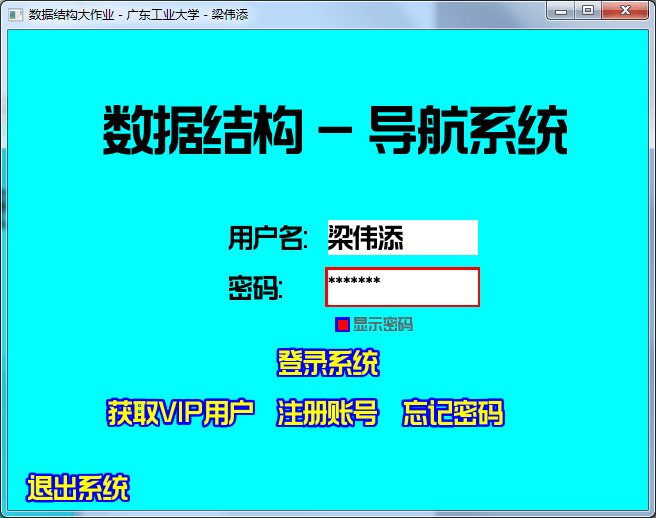 数据结构大作业 - 广东工业大学 - 梁伟添
数据结构 - 导航系统
用户名: 梁伟添
密码: *******
显示密码
登录系统
获取VIP用户 注册账号 忘记密码
退出系统